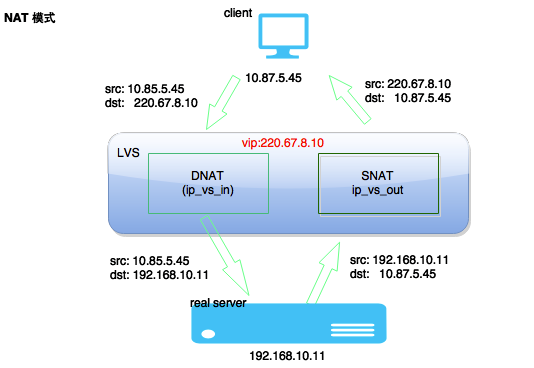 NAT 模式
client
10.87.5.45
src: 10.85.5.45
dst: 220.67.8.10
src: 220.67.8.10
dst: 10.87.5.45
vip:220.67.8.10
LVS
DNAT
(ip_vs_in)
SNAT
ip_vs_out
src: 10.85.5.45
dst: 192.168.10.11
src: 192.168.10.11
dst: 10.87.5.45
real server
192.168.10.11